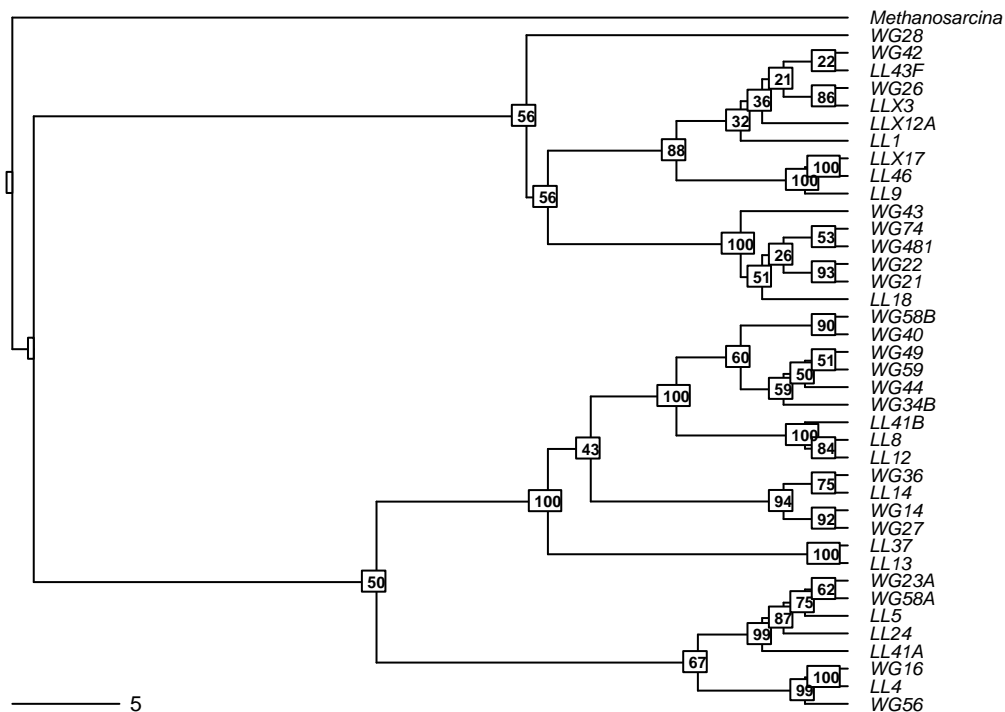 Methanosarcina
WG28
WG42
22
LL43F
21
WG26
36
86
LLX3
32
LLX12A
56
LL1
88
LLX17
100
LL46
100
LL9
56
WG43
WG74
100
53
WG481
26
WG22
51
93
WG21
LL18
WG58B
90
WG40
60
WG49
51
WG59
50
WG44
59
WG34B
100
LL41B
100
LL8
43
84
LL12
WG36
75
LL14
94
100
WG14
92
WG27
LL37
100
LL13
50
WG23A
62
WG58A
75
LL5
87
LL24
99
LL41A
67
WG16
100
LL4
99
WG56
5